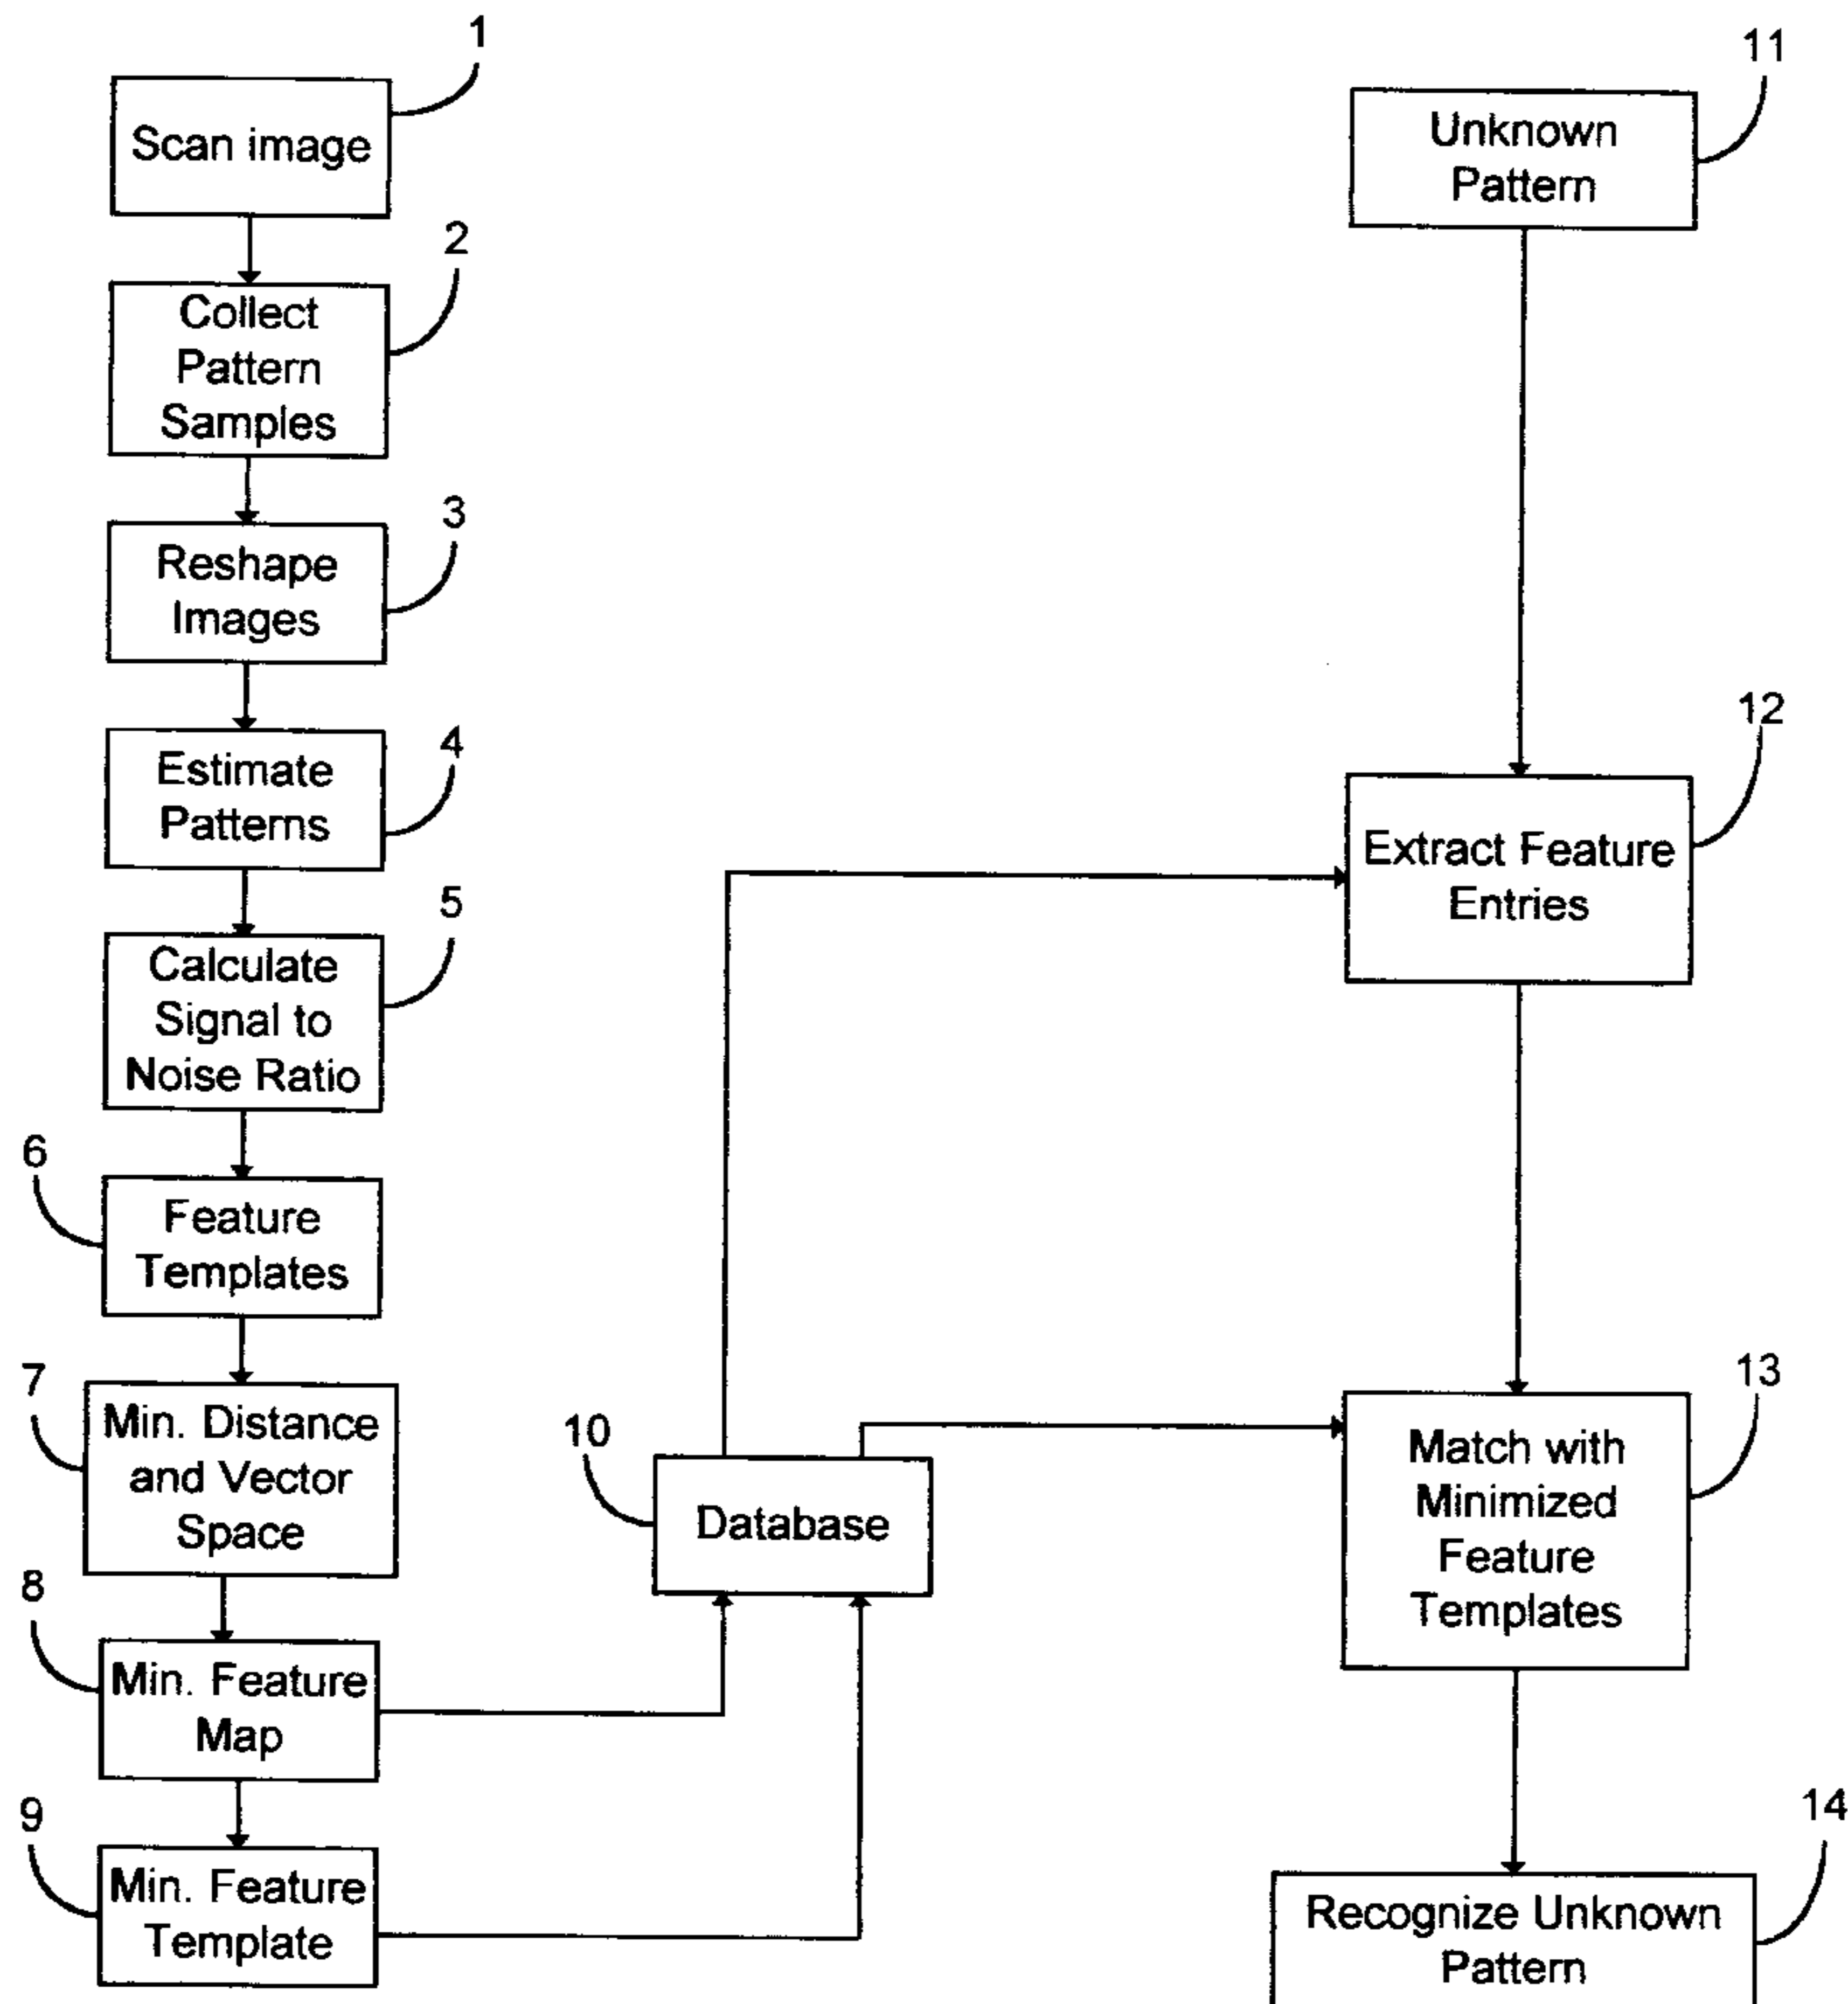 1
Scan image
2
Collect
Pattern
Samples
3
Reshape
Images
4
Estimate
Patterns
5
Calculate
Signal to
Noise Ratio
6
Feature
Templates
7
Min. Distance
and Vector
Space
8
Min. Feature
Map
9
Min. Feature
Template
10
Database
11
Unknown
Pattern
12
Extract Feature
Entries
13
Match with
Minimized
Feature
Templates
14
Recognize Unknown
Pattern